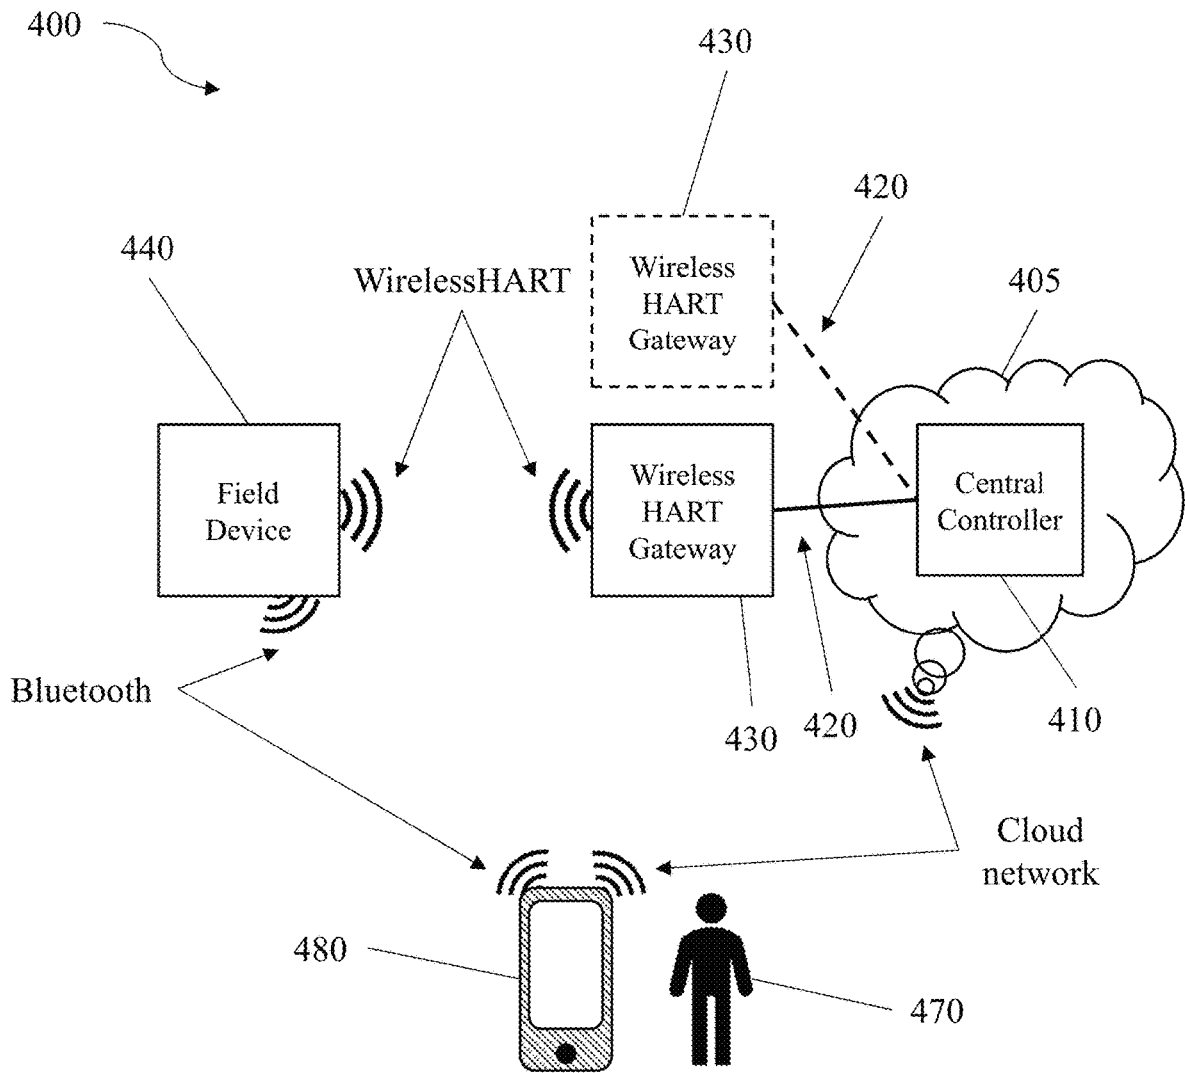 400
430
420
440
WirelessHART
405
Wireless
HART
Gateway
Field
Device
Wireless
HART
Gateway
Central
Controller
Bluetooth
430
420
410
Cloud
network
480
470